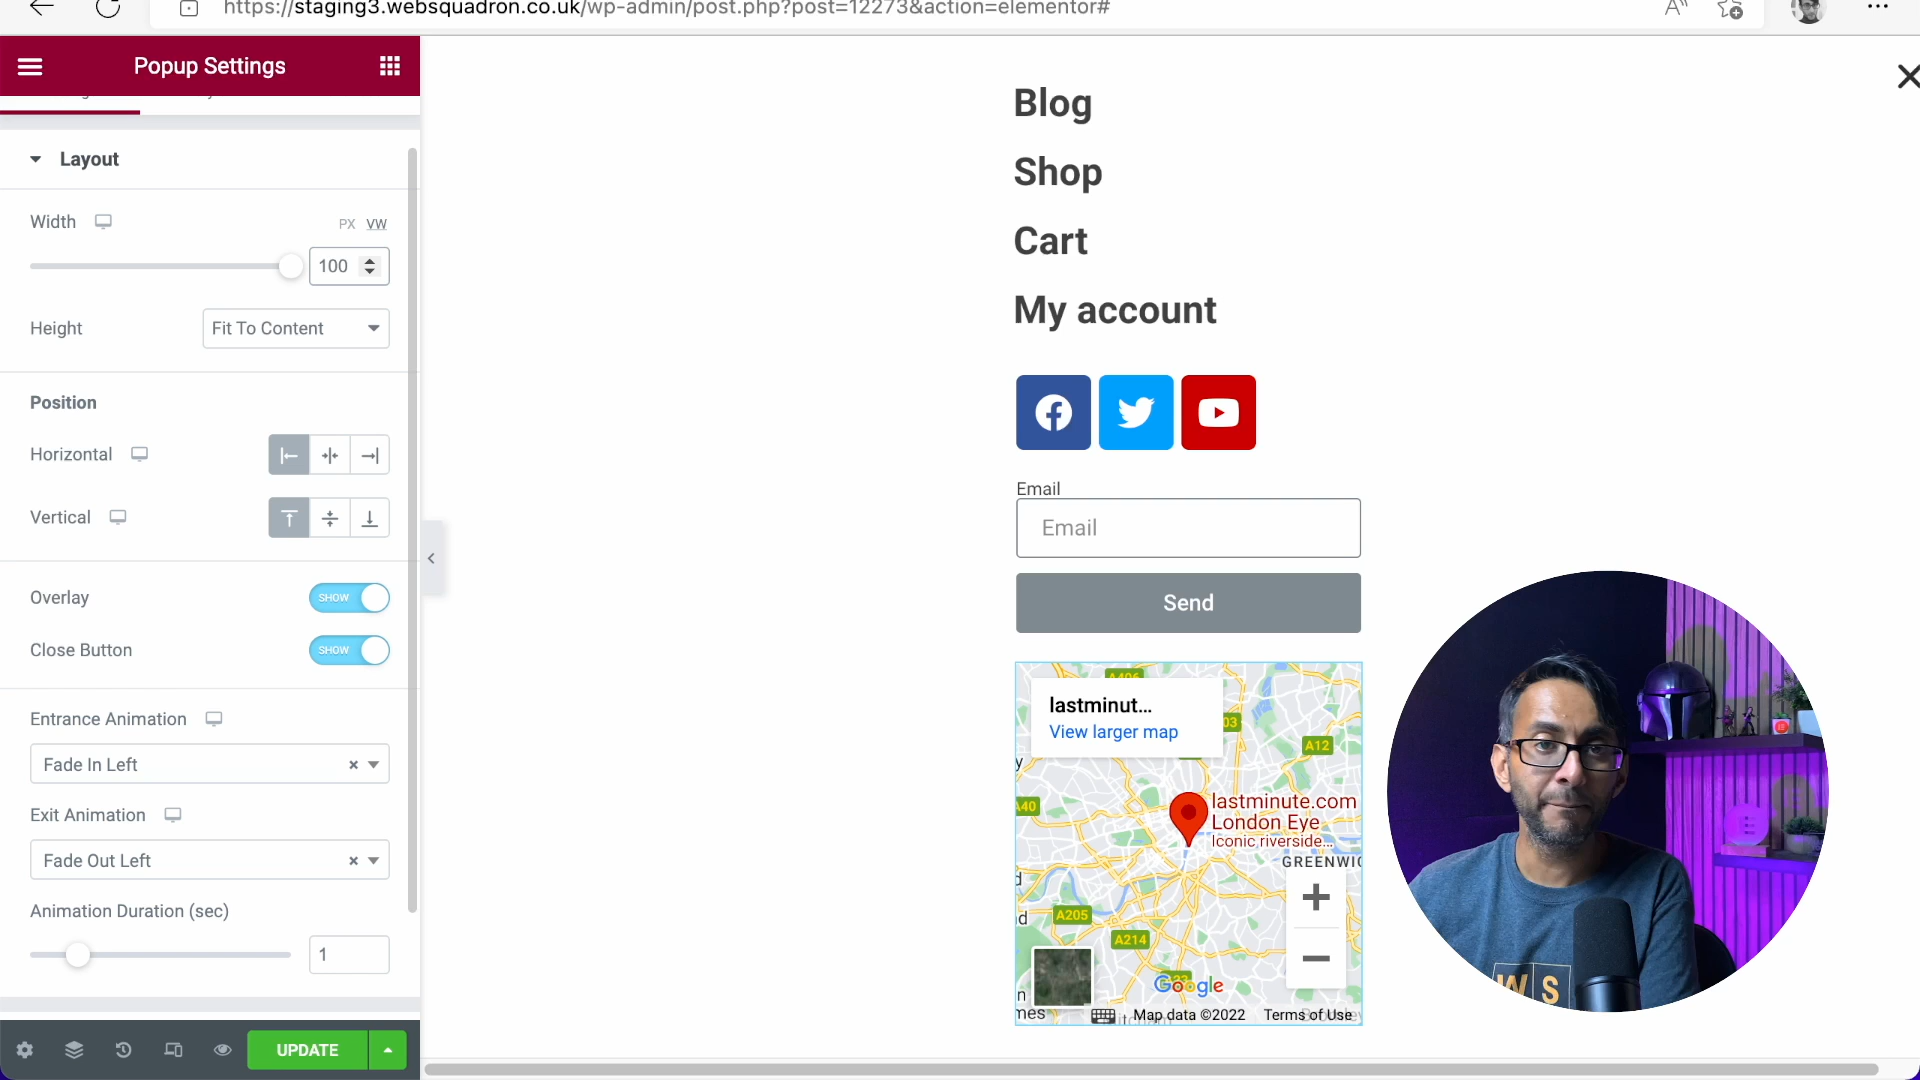 https://staging3.websquadron.co.uk/wp-admin/post.php?post=12273&action=elementor#
Popup Settings
Layout
Width
PX
VW
100
Height
Fit To Content
Position
Horizontal
Vertical
Overlay
SHOW
Close Button
SHOW
Entrance Animation
Fade In Left
Exit Animation
Fade Out Left
Animation Duration (sec)
1
UPDATE
Blog
Shop
Cart
My account
Email
Email
Send
A406
lastminut...
View larger map
03
A12
A40
lastminute.com
London Eye
Iconic riverside...
GREENWIC
A205
A214
A23
Google
Map data ©2022
Terms of Use
W S